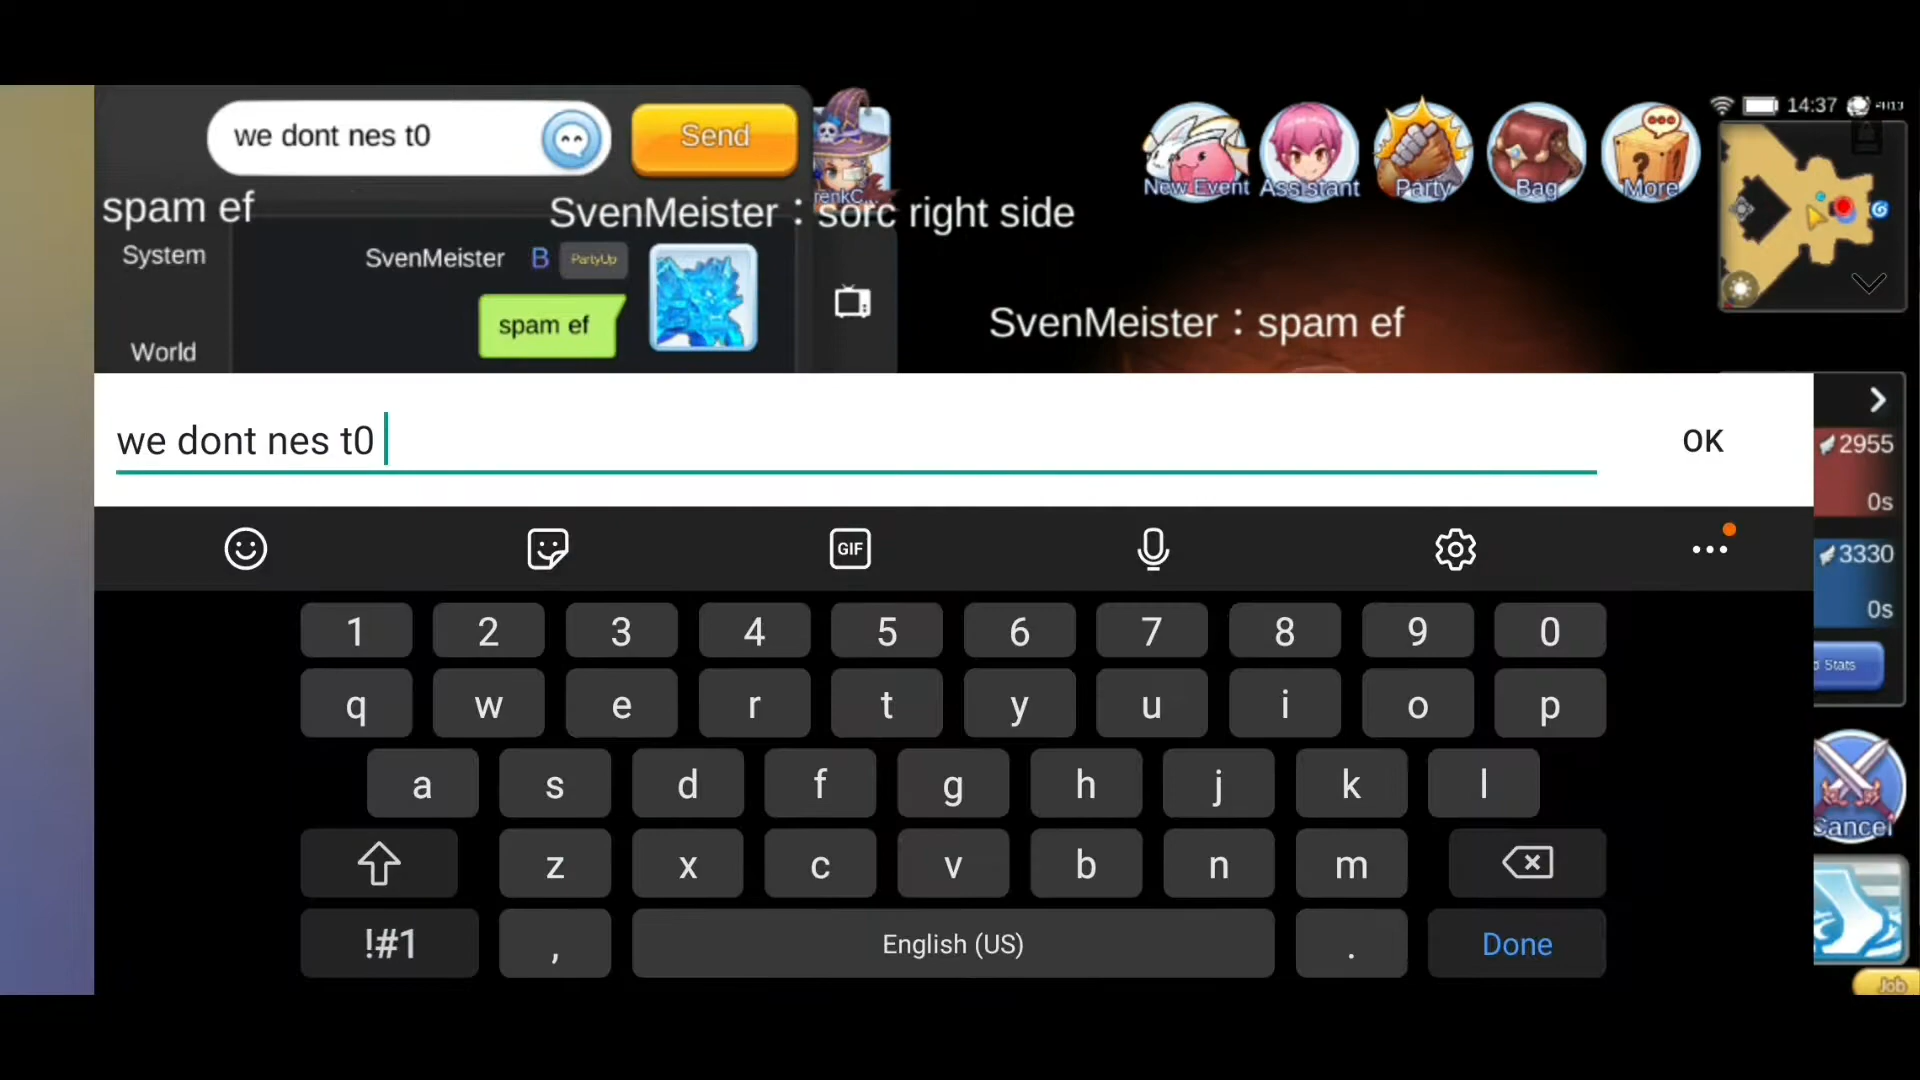 we dont nes t0
Send
New Event
Assistant
Party
Bag
More
14:37
spam ef
SvenMeister：sorc right side
System
SvenMeister B PartyUp
spam ef
World
SvenMeister：spam ef
we dont nes t0
OK
2955
0s
3330
0s
Stats
GIF
1 2 3 4 5 6 7 8 9 0
q w e r t y u i o p
a s d f g h j k l
z x c v b n m
!#1 , English (US) . Done
Cancel
Job